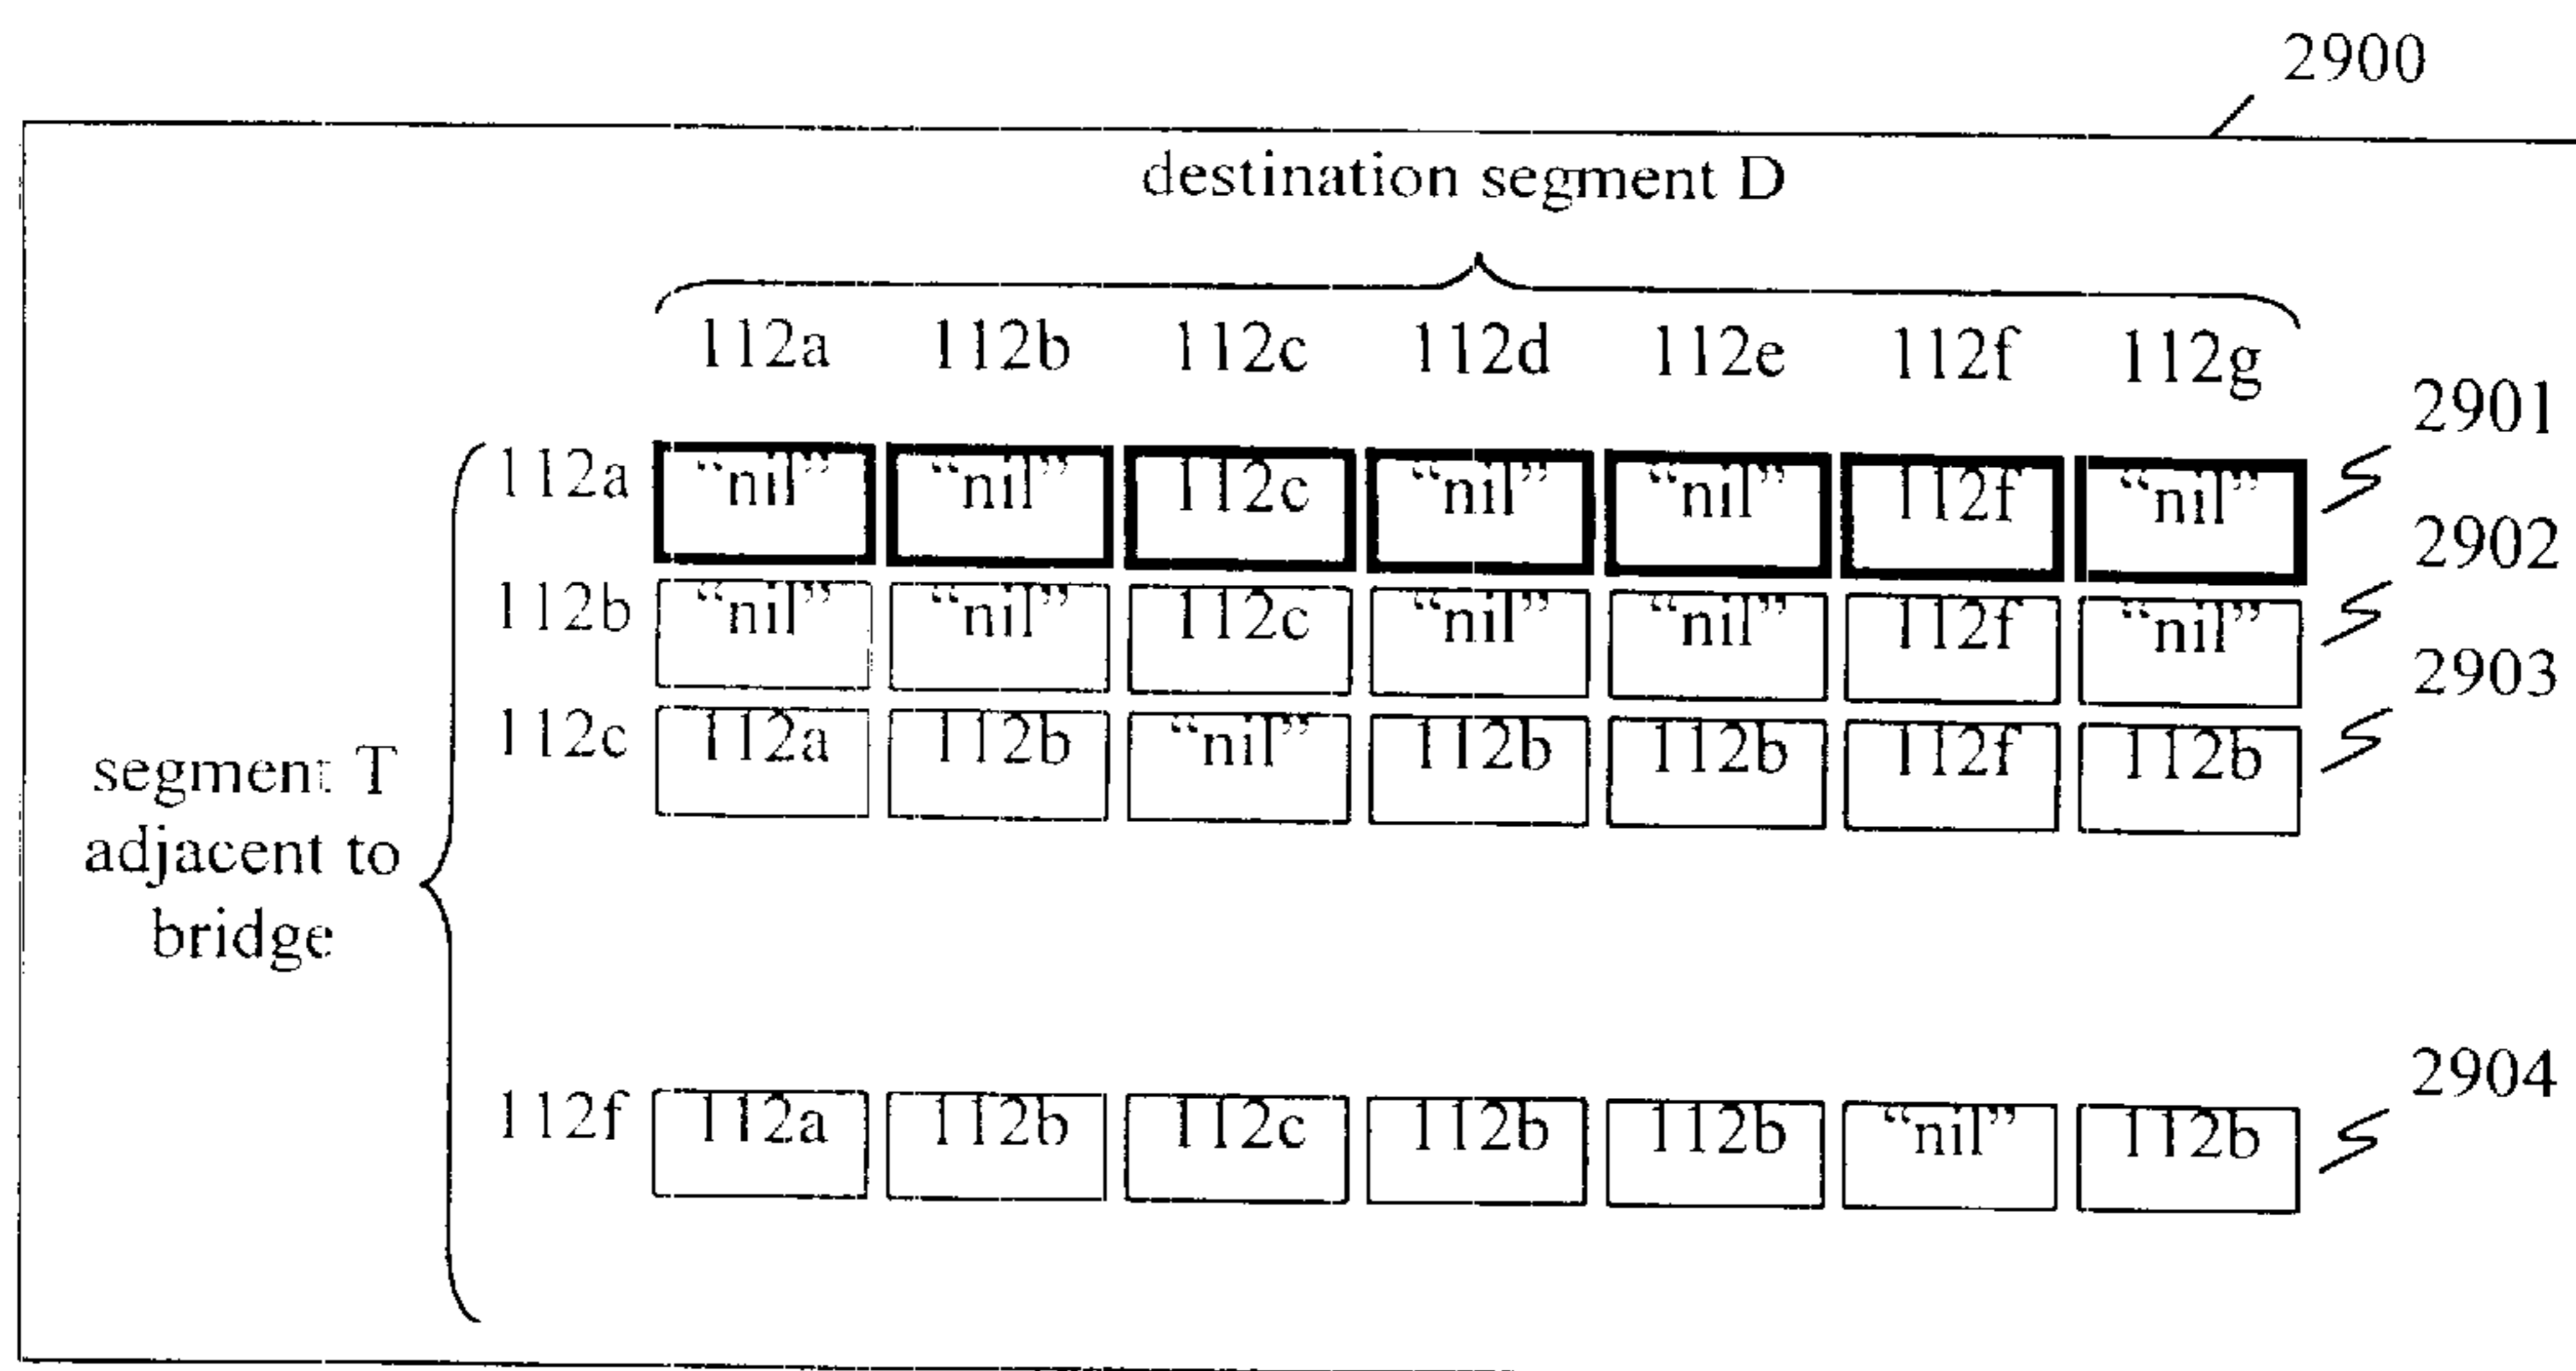 2900
destination segment D
112a 112b 112c 112d 112e 112f 112g
2901
112a "nil" "nil" 112c "nil" "nil" 112f "nil"
2902
112b "nil" "nil" 112c "nil" "nil" 112f "nil"
2903
112c 112a 112b "nil" 112b 112b 112f 112b
segment T
adjacent to
bridge
2904
112f 112a 112b 112c 112b 112b "nil" 112b